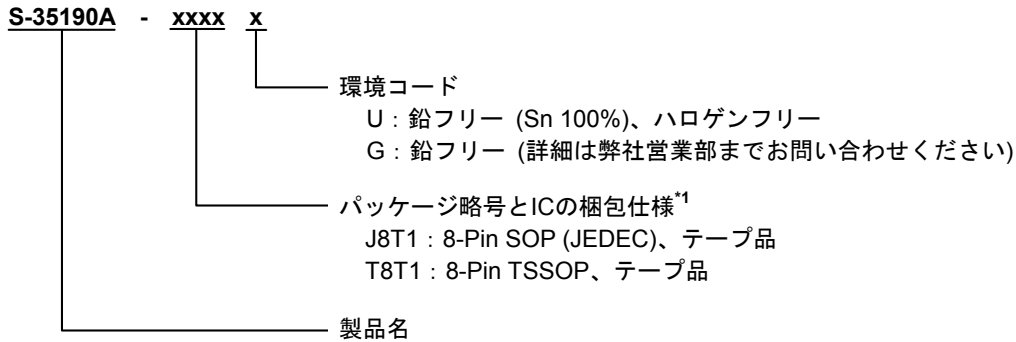 S-35190A - xxxx x
環境コード
U：鉛フリー (Sn 100%)、ハロゲンフリー
G：鉛フリー (詳細は弊社営業部までお問い合わせください)
パッケージ略号とICの梱包仕様*1
J8T1：8-Pin SOP (JEDEC)、テープ品
T8T1：8-Pin TSSOP、テープ品
製品名